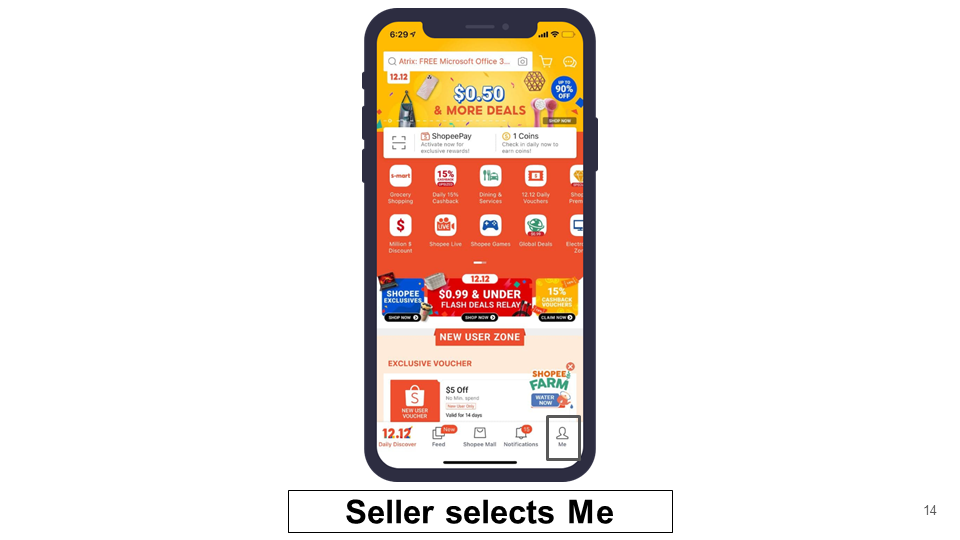 6:29
Atrix: FREE Microsoft Office 3...
12.12
$0.50
& MORE DEALS
UP TO
90%
OFF
SHOP NOW
ShopeePay
Activate now for
exclusive rewards!
1 Coins
Check in daily now to
earn coins!
s-mart
15%
CASHBACK
Grocery
Shopping
Daily 15%
Cashback
Dining &
Services
12.12 Daily
Vouchers
Shop
Prem
$
LIVE
$0.99
Million $
Discount
Shopee Live
Shopee Games
Global Deals
Electro
Zon
12.12
SHOPEE
EXCLUSIVES
SHOP NOW
$0.99 & UNDER
FLASH DEALS RELAY
SHOP NOW
15%
CASHBACK
VOUCHERS
CLAIM NOW
NEW USER ZONE
EXCLUSIVE VOUCHER
NEW USER
VOUCHER
$5 Off
No Min. spend
New User Only
Valid for 14 days
SHOPEE
FARM
WATER
NOW
12.12
Daily Discover
New
Feed
Shopee Mall
15
Notifications
Me
Seller selects Me
14